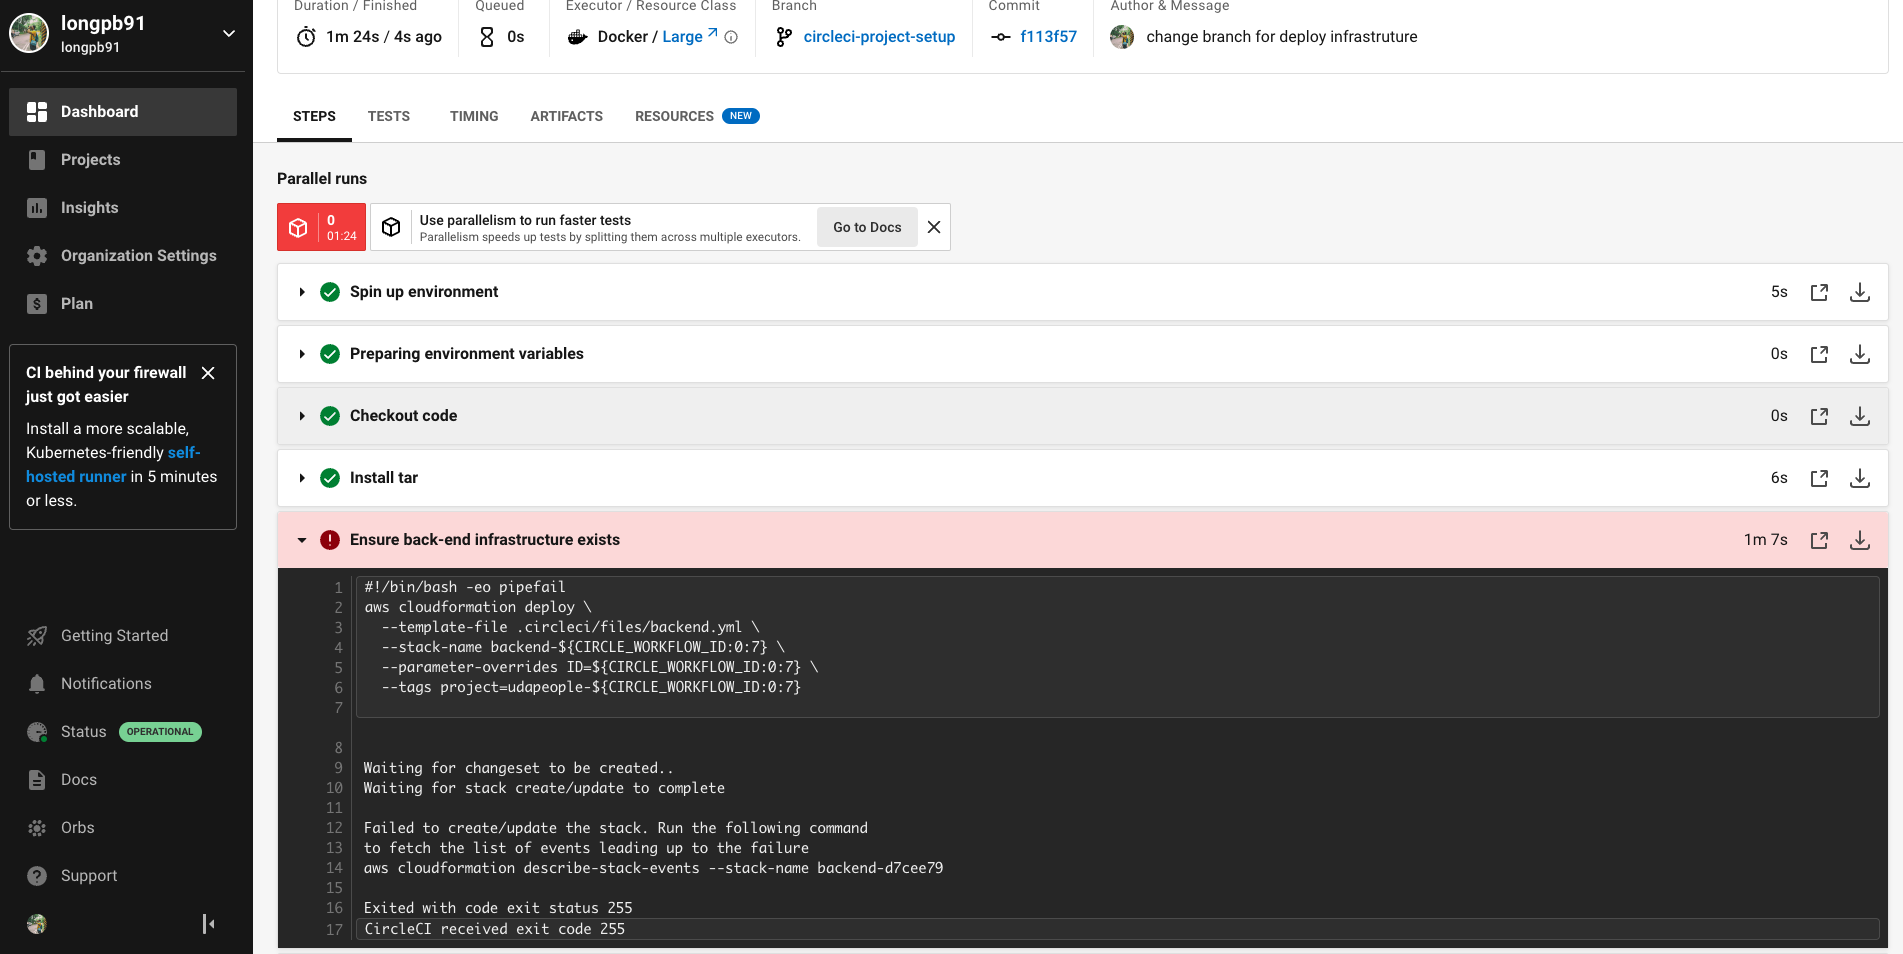 longpb91
longpb91
Dashboard
Projects
Insights
Organization Settings
Plan
CI behind your firewall
just got easier
Install a more scalable,
Kubernetes-friendly self-
hosted runner in 5 minutes
or less.
Getting Started
Notifications
Status OPERATIONAL
Docs
Orbs
Support
Duration / Finished
1m 24s / 4s ago
Queued
0s
Executor / Resource Class
Docker / Large
Branch
circleci-project-setup
Commit
f113f57
Author & Message
change branch for deploy infrastruture
STEPS TESTS TIMING ARTIFACTS RESOURCES NEW
Parallel runs
0
01:24
Use parallelism to run faster tests
Parallelism speeds up tests by splitting them across multiple executors.
Go to Docs
Spin up environment 5s
Preparing environment variables 0s
Checkout code 0s
Install tar 6s
Ensure back-end infrastructure exists 1m 7s
1 #!/bin/bash -eo pipefail
2 aws cloudformation deploy \
3 --template-file .circleci/files/backend.yml \
4 --stack-name backend-${CIRCLE_WORKFLOW_ID:0:7} \
5 --parameter-overrides ID=${CIRCLE_WORKFLOW_ID:0:7} \
6 --tags project=udapeople-${CIRCLE_WORKFLOW_ID:0:7}
7
8
9 Waiting for changeset to be created..
10 Waiting for stack create/update to complete
11
12 Failed to create/update the stack. Run the following command
13 to fetch the list of events leading up to the failure
14 aws cloudformation describe-stack-events --stack-name backend-d7cee79
15
16 Exited with code exit status 255
17 CircleCI received exit code 255